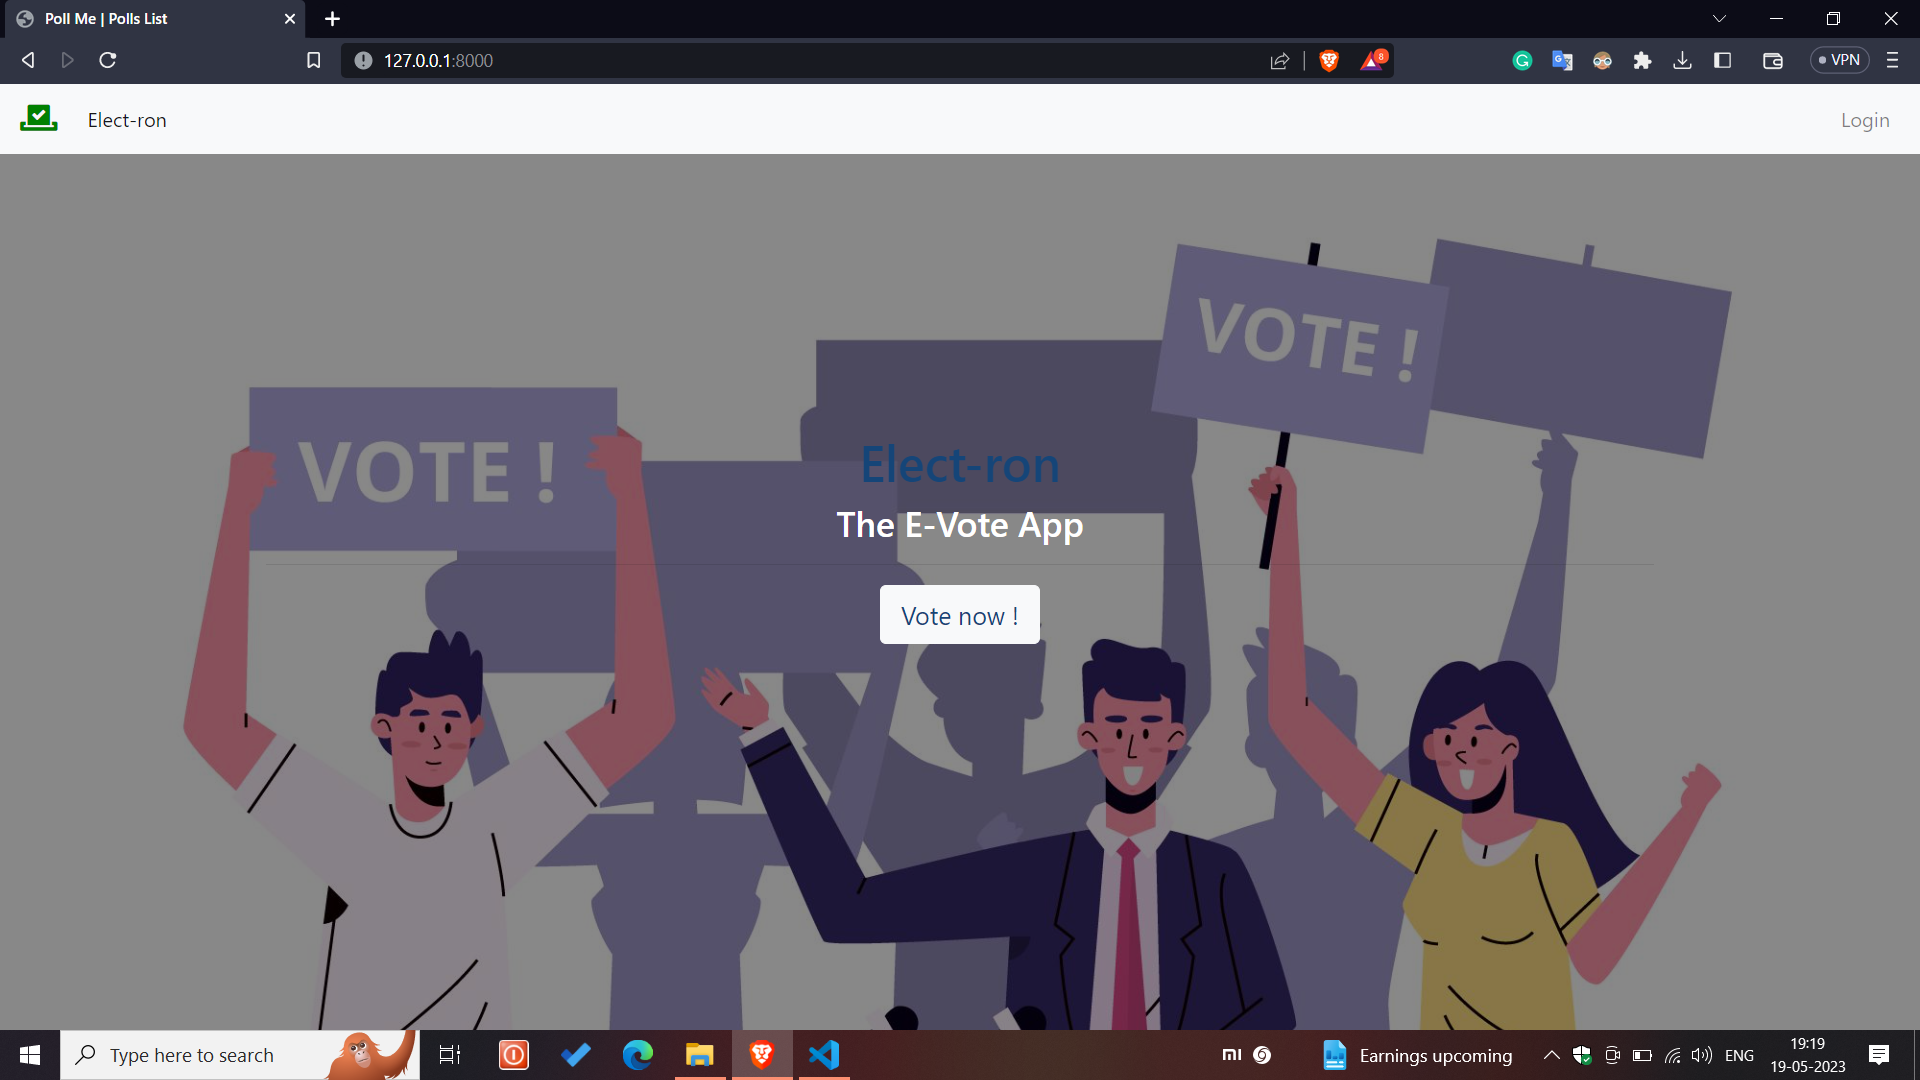 Poll Me | Polls List
127.0.0.1:8000
8
VPN
Elect-ron
Login
VOTE !
VOTE !
Elect-ron
The E-Vote App
Vote now !
Type here to search
Earnings upcoming
ENG
19:19
19-05-2023